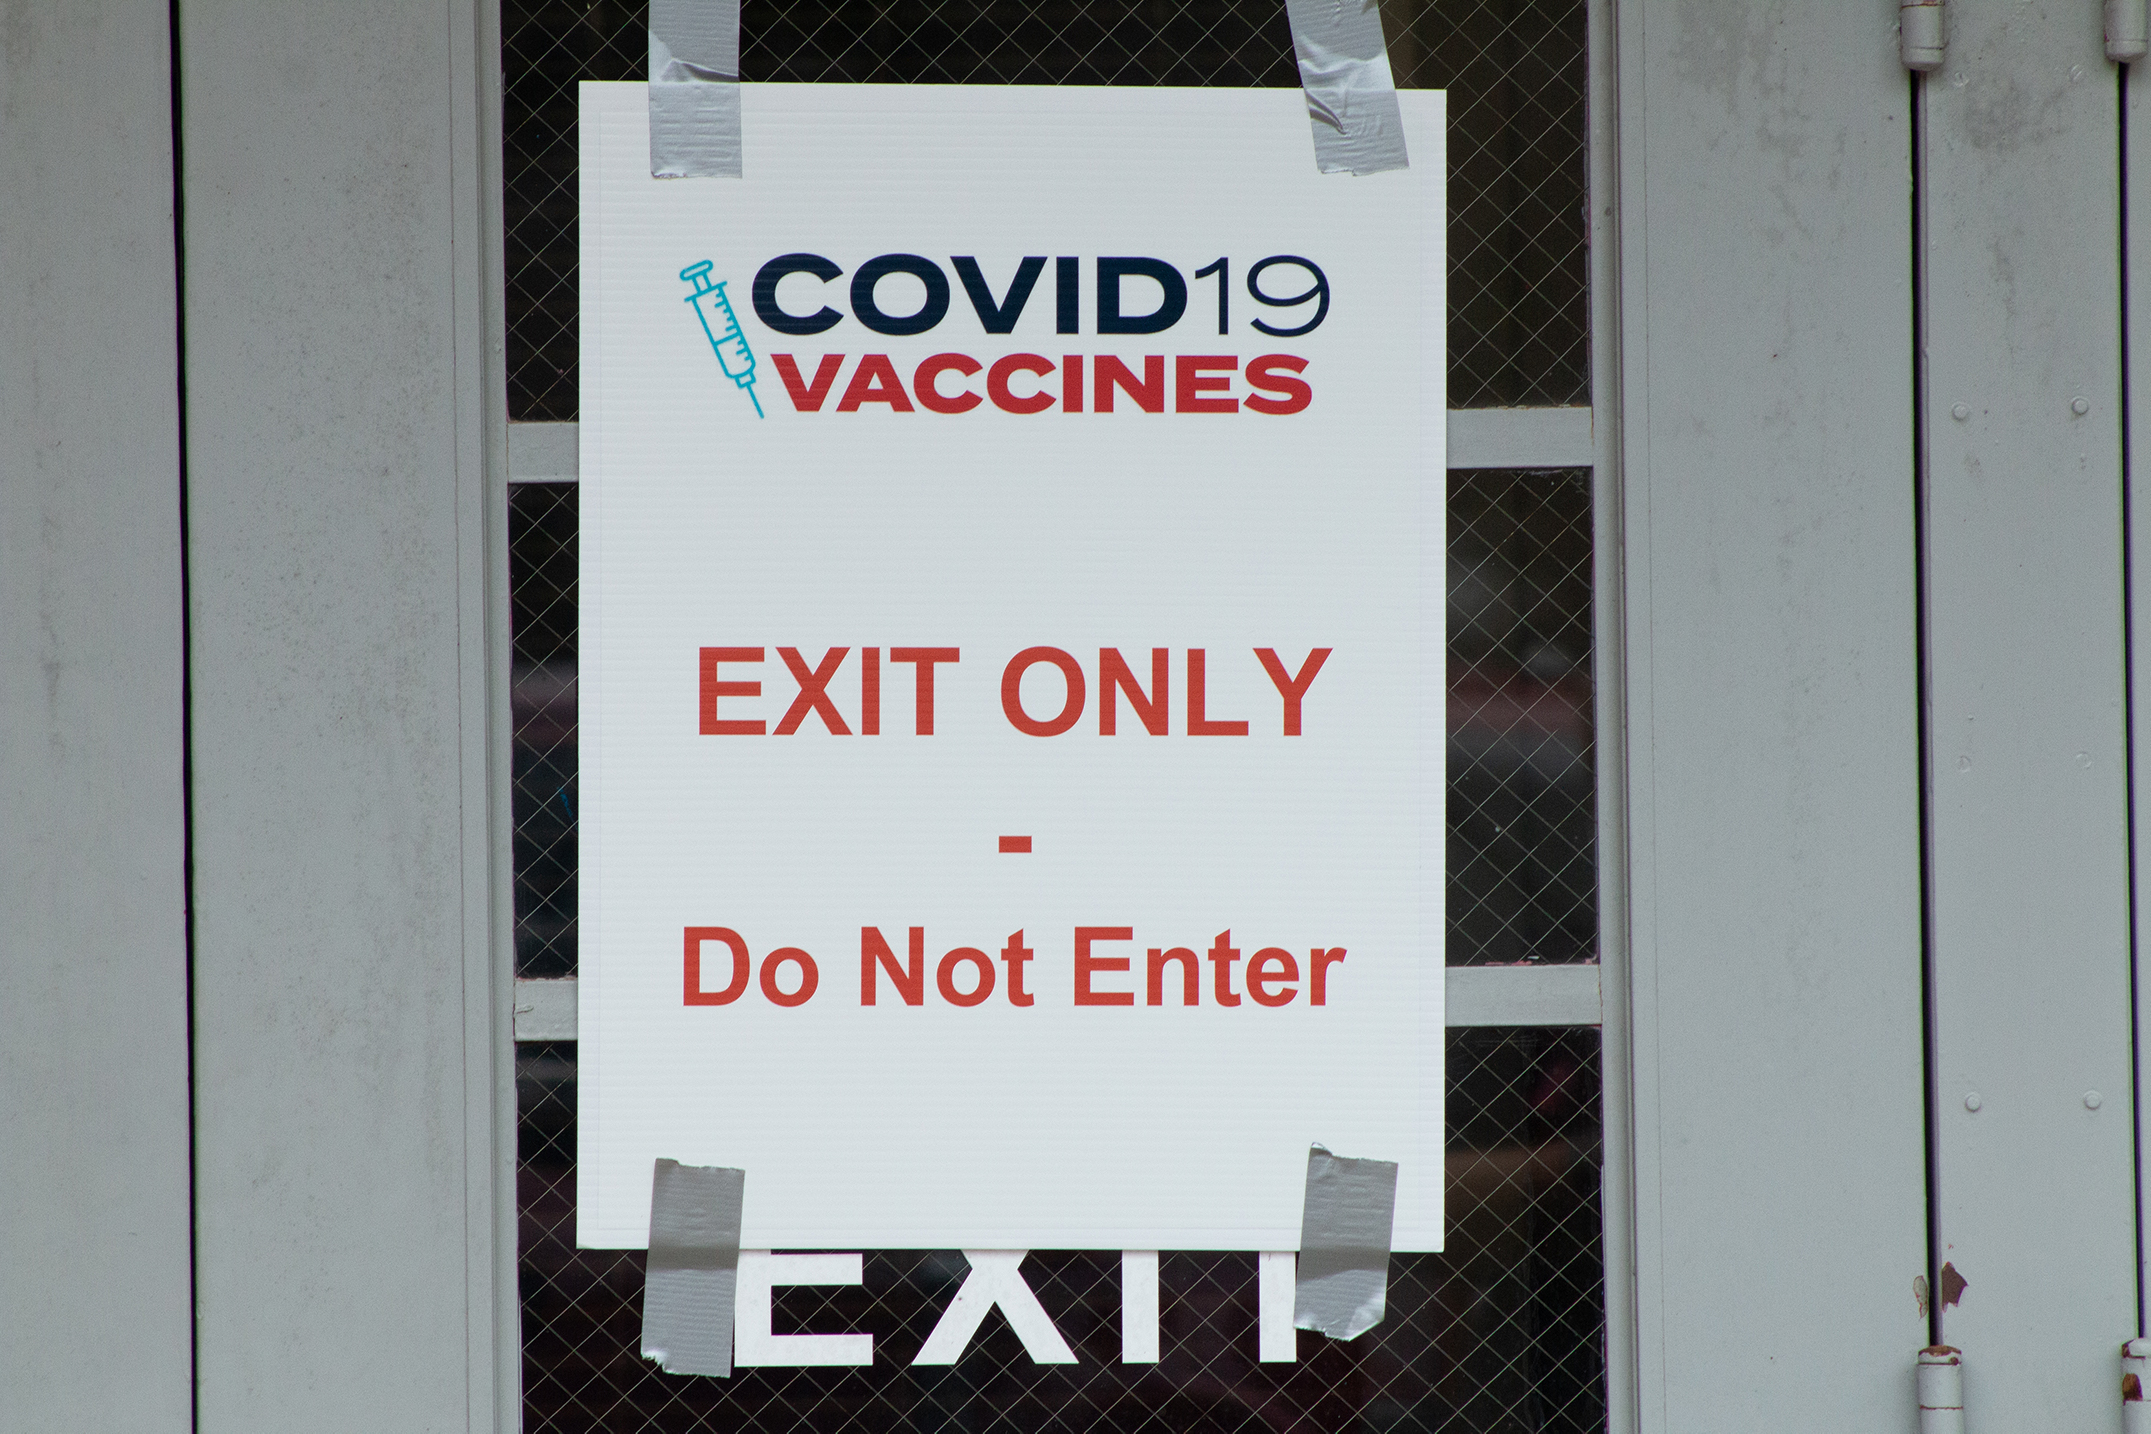 COVID19
VACCINES
EXIT ONLY
-
Do Not Enter
EXIT